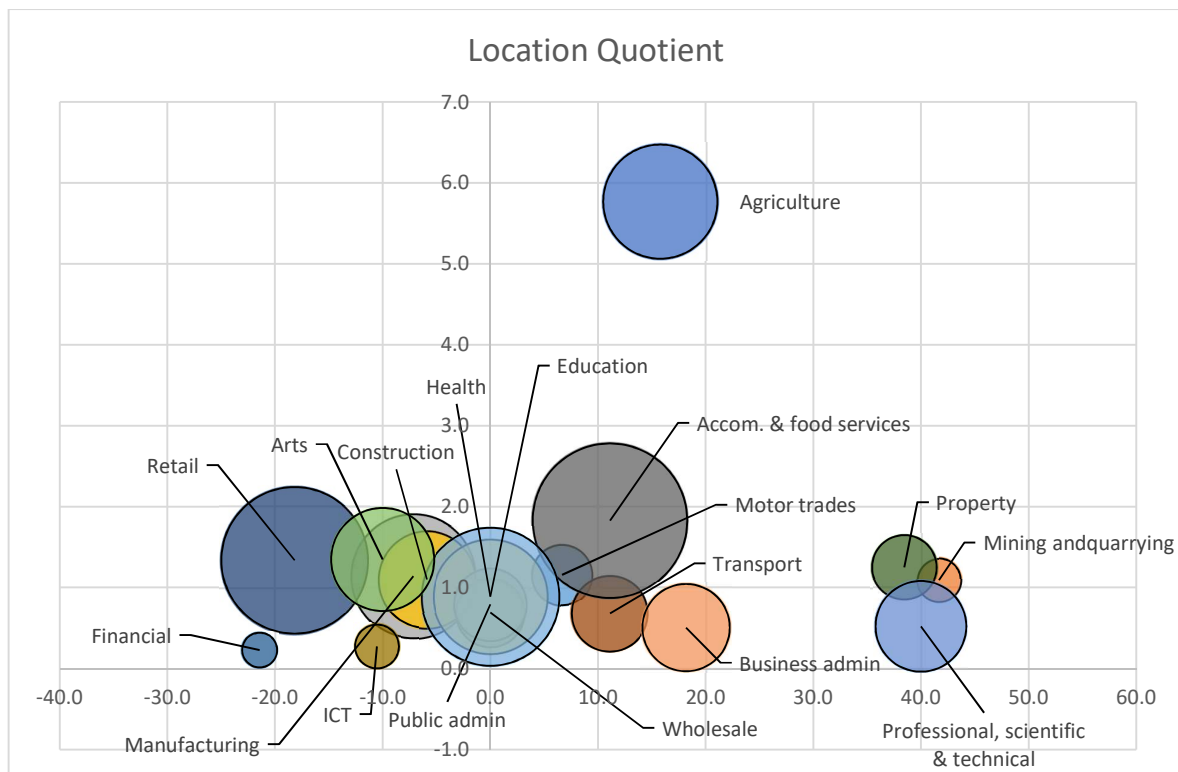 Location Quotient
7.0
6.0
Agriculture
5.0
4.0
Education
Health
3.0
Accom. & food services
Arts
Construction
Retail
2.0
Motor trades
Property
Mining andquarrying
Transport
1.0
Financial
Business admin
0.0
-40.0 -30.0 -20.0 -10.0 0.0 10.0 20.0 30.0 40.0 50.0 60.0
ICT
Public admin
Wholesale
Professional, scientific
& technical
Manufacturing
-1.0